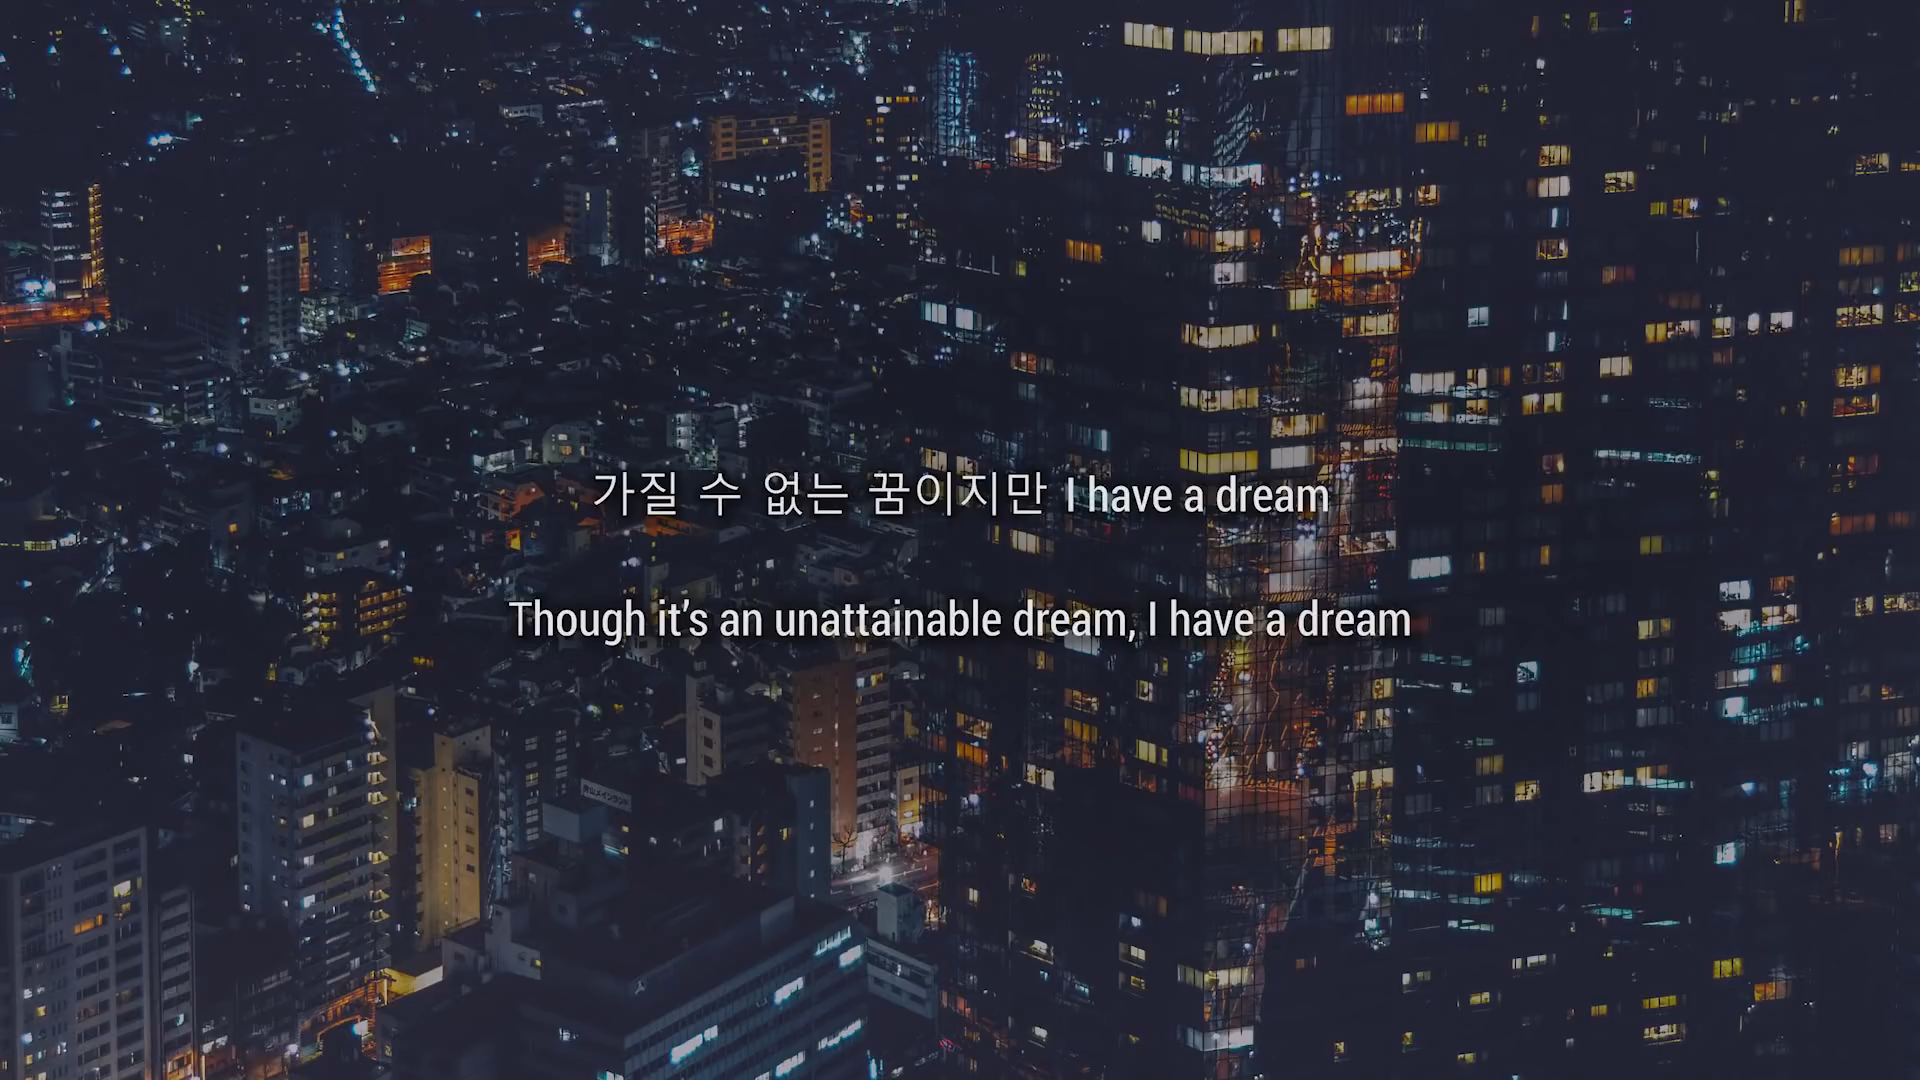 가질 수 없는 꿈이지만 I have a dream
Though it’s an unattainable dream, I have a dream